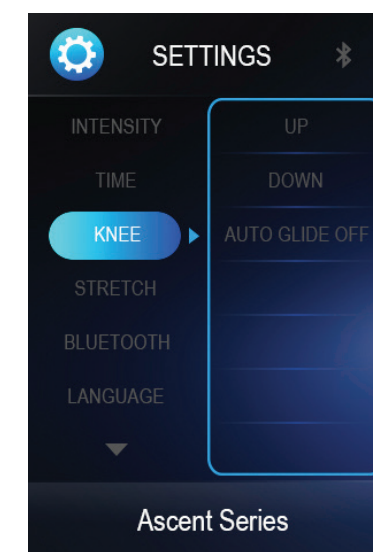 SETTINGS
INTENSITY
TIME
KNEE
STRETCH
BLUETOOTH
LANGUAGE
UP
DOWN
AUTO GLIDE OFF
Ascent Series